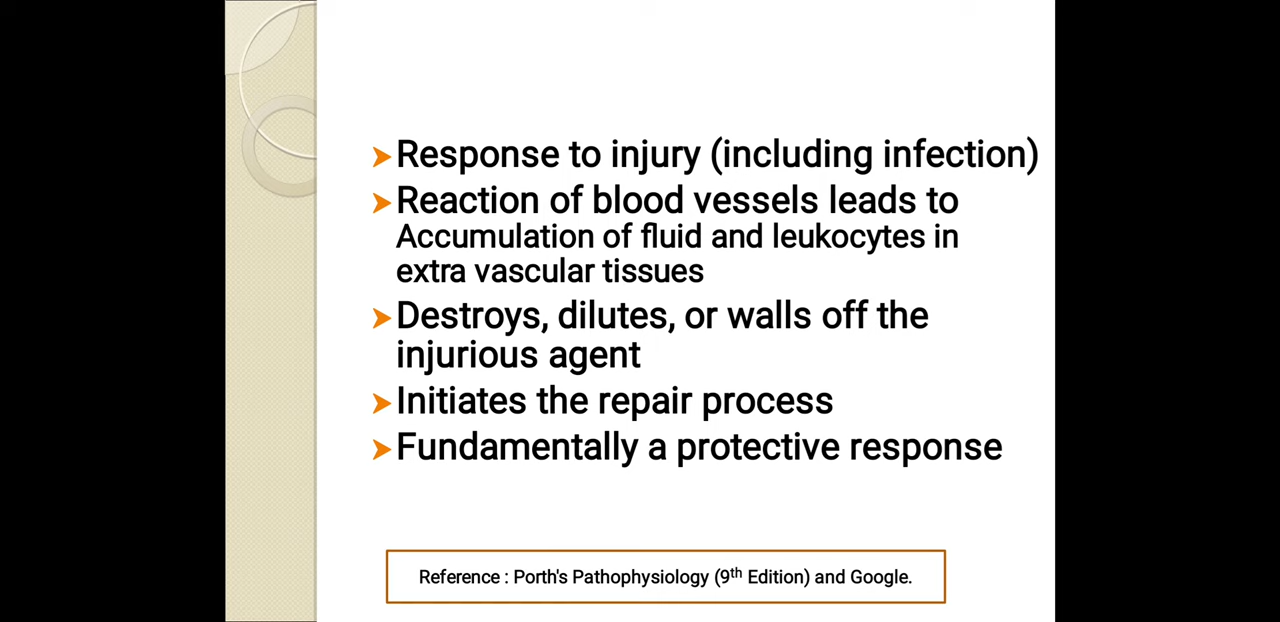 ➤Response to injury (including infection)
➤Reaction of blood vessels leads to
Accumulation of fluid and leukocytes in
extra vascular tissues
➤Destroys, dilutes, or walls off the
injurious agent
➤Initiates the repair process
➤Fundamentally a protective response
Reference : Porth's Pathophysiology (9th Edition) and Google.